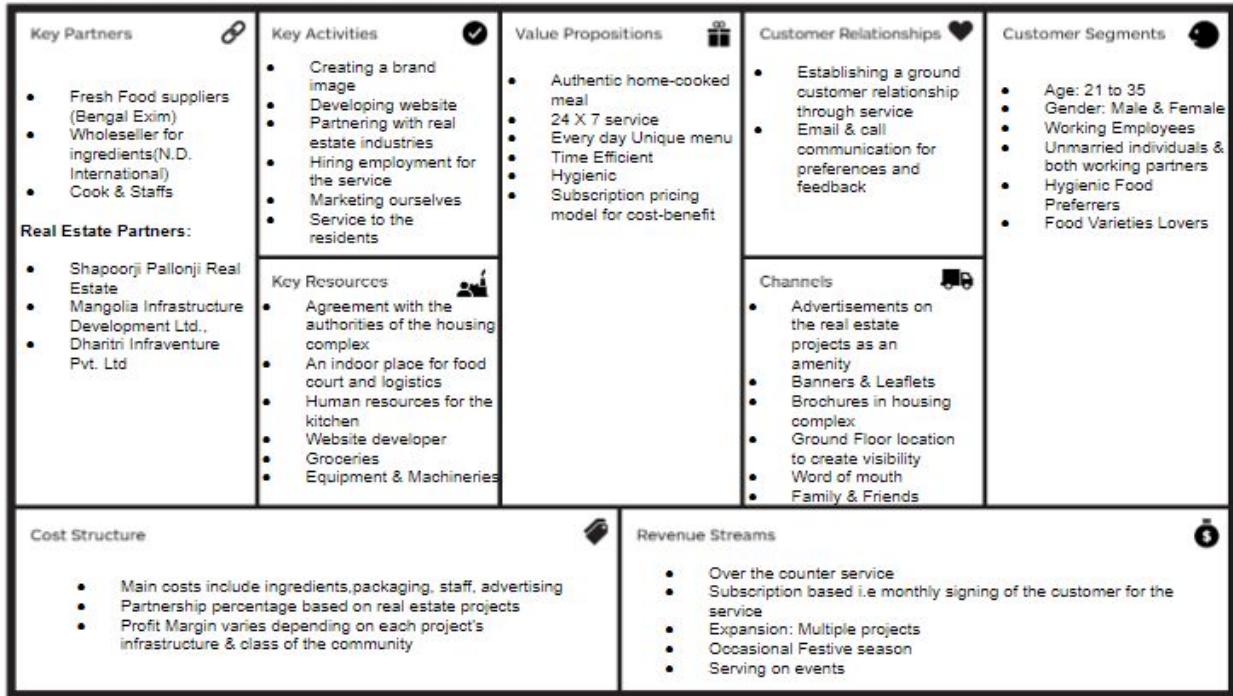 Key Partners
● Fresh Food suppliers
(Bengal Exim)
● Wholeseller for
ingredients(N.D.
International)
● Cook & Staffs
Real Estate Partners:
● Shapoorji Pallonji Real
Estate
● Mangolia Infrastructure
Development Ltd.,
● Dharitri Infraventure
Pvt. Ltd
Key Activities
● Creating a brand
image
● Developing website
● Partnering with real
estate industries
● Hiring employment for
the service
● Marketing ourselves
● Service to the
residents
Key Resources
● Agreement with the
authorities of the housing
complex
● An indoor place for food
court and logistics
● Human resources for the
kitchen
● Website developer
● Groceries
● Equipment & Machineries
Value Propositions
● Authentic home-cooked
meal
● 24 X 7 service
● Every day Unique menu
● Time Efficient
● Hygienic
● Subscription pricing
model for cost-benefit
Customer Relationships
● Establishing a ground
customer relationship
through service
● Email & call
communication for
preferences and
feedback
Channels
● Advertisements on
the real estate
projects as an
amenity
● Banners & Leaflets
● Brochures in housing
complex
● Ground Floor location
to create visibility
● Word of mouth
● Family & Friends
Customer Segments
● Age: 21 to 35
● Gender: Male & Female
● Working Employees
● Unmarried individuals &
both working partners
● Hygienic Food
Preferrers
● Food Varieties Lovers
Cost Structure
● Main costs include ingredients,packaging, staff, advertising
● Partnership percentage based on real estate projects
● Profit Margin varies depending on each project's
infrastructure & class of the community
Revenue Streams
$
● Over the counter service
● Subscription based i.e monthly signing of the customer for the
service
● Expansion: Multiple projects
● Occasional Festive season
● Serving on events